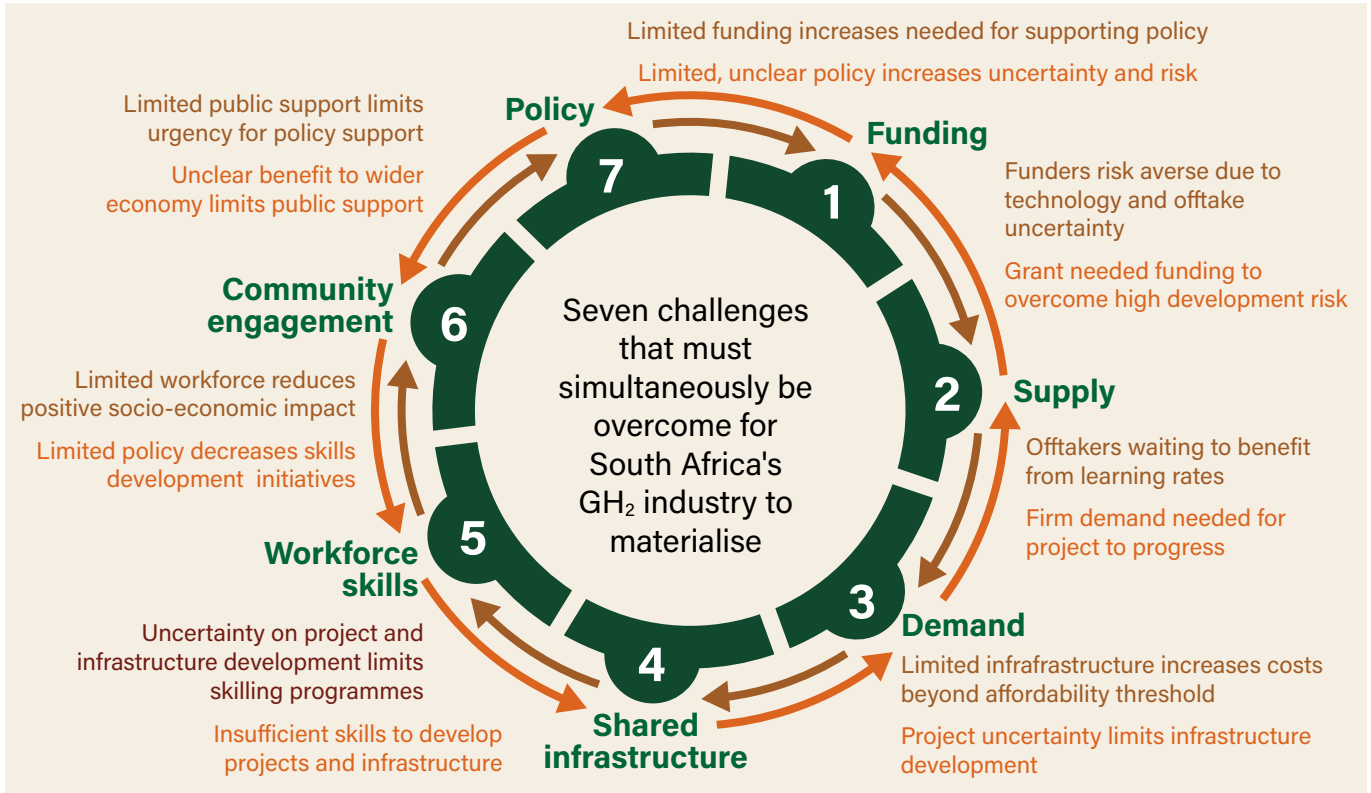 Limited funding increases needed for supporting policy
Limited, unclear policy increases uncertainty and risk
Policy
7
Funding
1
Funders risk averse due to
technology and offtake
uncertainty
Grant needed funding to
overcome high development risk
Supply
2
Offtakers waiting to benefit
from learning rates
Firm demand needed for
project to progress
Demand
3
Limited infrafrastructure increases costs
beyond affordability threshold
Project uncertainty limits infrastructure
development
4
Shared
infrastructure
Workforce
skills
5
Uncertainty on project and
infrastructure development limits
skilling programmes
Insufficient skills to develop
projects and infrastructure
Community
engagement
6
Limited workforce reduces
positive socio-economic impact
Limited policy decreases skills
development initiatives
Limited public support limits
urgency for policy support
Unclear benefit to wider
economy limits public support
Seven challenges
that must
simultaneously be
overcome for
South Africa's
GH₂ industry to
materialise